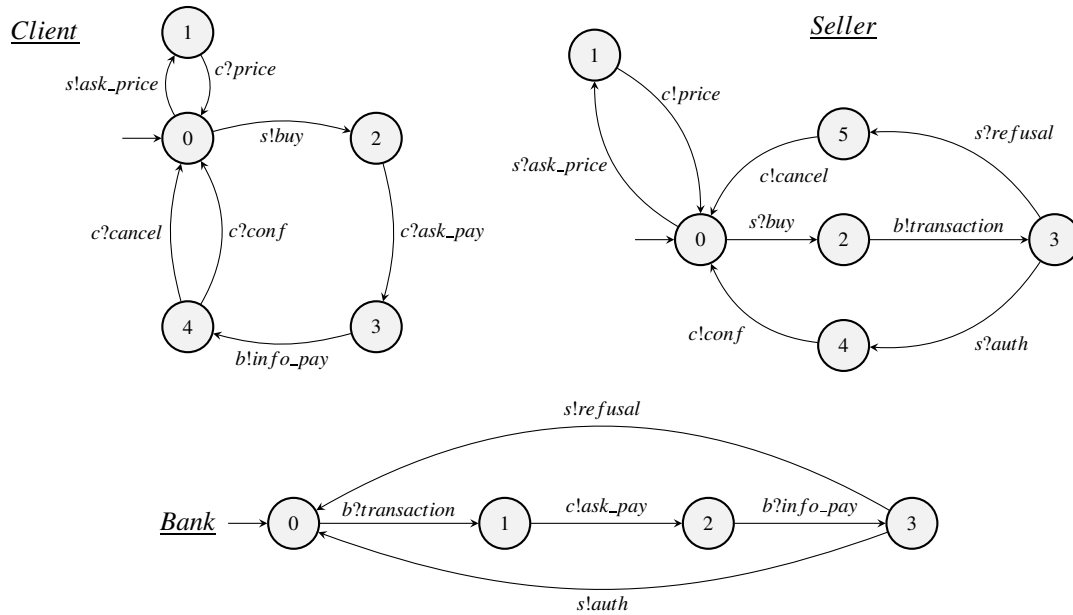 Client
1
s!ask_price
c?price
0
s!buy
2
c?cancel
c?conf
c?ask_pay
4
b!info_pay
3
Seller
1
c!price
s?ask_price
5
s?refusal
c!cancel
0
s?buy
2
b!transaction
3
c!conf
4
s?auth
s!refusal
Bank
0
b?transaction
1
c!ask_pay
2
b?info_pay
3
s!auth